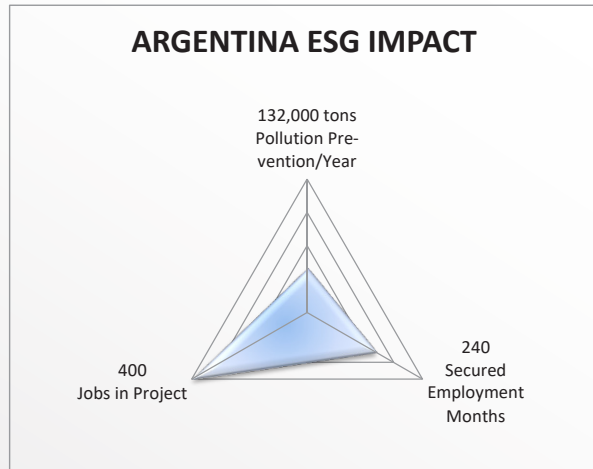 ARGENTINA ESG IMPACT
132,000 tons
Pollution Pre-
vention/Year
240
Secured
Employment
Months
400
Jobs in Project